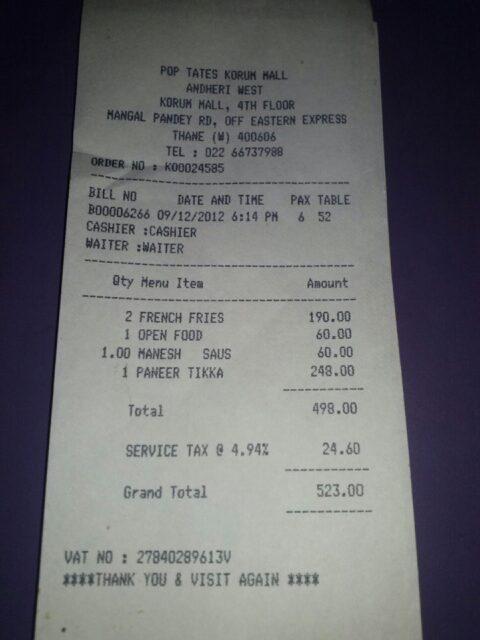 POP TATES KORUM MALL
ANDHERI WEST
KORUM MALL, 4TH FLOOR
MANGAL PANDEY RD, OFF EASTERN EXPRESS
THANE (W) 400606
TEL : 022 66737988
ORDER NO : K00024585
BILL NO DATE AND TIME PAX TABLE
B00006266 09/12/2012 6:14 PM 6 52
CASHIER :CASHIER
WAITER :WAITER
Qty Menu Item Amount
2 FRENCH FRIES 190.00
1 OPEN FOOD 60.00
1.00 MANESH SAUS 60.00
1 PANEER TIKKA 248.00
Total 498.00
SERVICE TAX @ 4.94% 24.60
Grand Total 523.00
VAT NO : 27840289613V
****THANK YOU & VISIT AGAIN ****